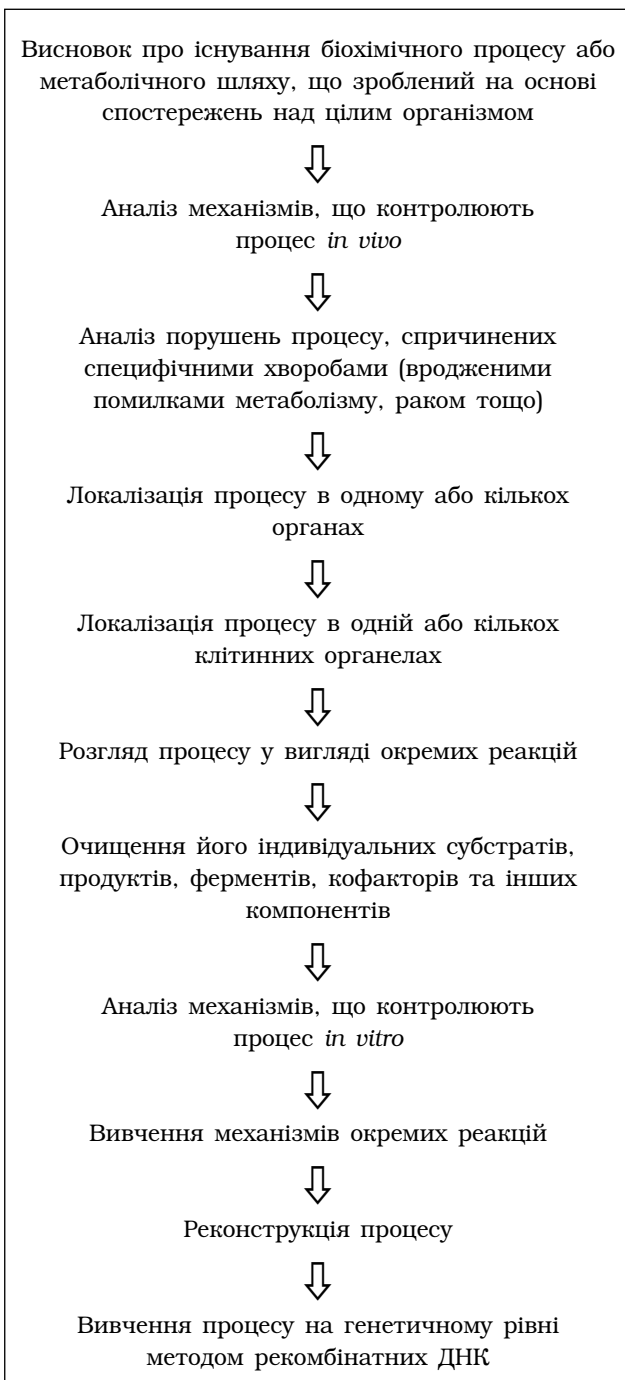 Висновок про існування біохімічного процесу або
метаболічного шляху, що зроблений на основі
спостережень над цілим організмом
Аналіз механізмів, що контролюють
процес in vivo
Аналіз порушень процесу, спричинених
специфічними хворобами (вродженими
помилками метаболізму, раком тощо)
Локалізація процесу в одному або кількох
органах
Локалізація процесу в одній або кількох
клітинних органелах
Розгляд процесу у вигляді окремих реакцій
Очищення його індивідуальних субстратів,
продуктів, ферментів, кофакторів та інших
компонентів
Аналіз механізмів, що контролюють
процес in vitro
Вивчення механізмів окремих реакцій
Реконструкція процесу
Вивчення процесу на генетичному рівні
методом рекомбінатних ДНК